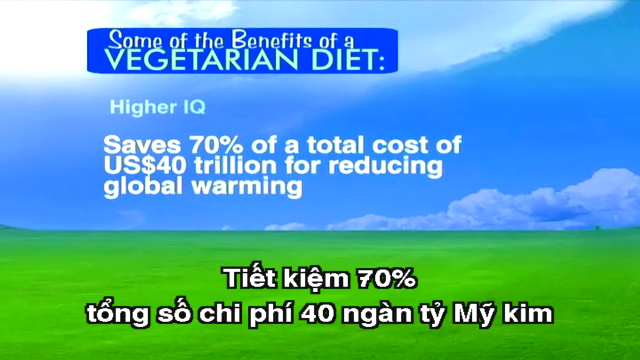 Some of the Benefits of a
VEGETARIAN DIET:
Higher IQ
Saves 70% of a total cost of
US$40 trillion for reducing
global warming
Tiết kiệm 70%
tổng số chi phí 40 ngàn tỷ Mỹ kim